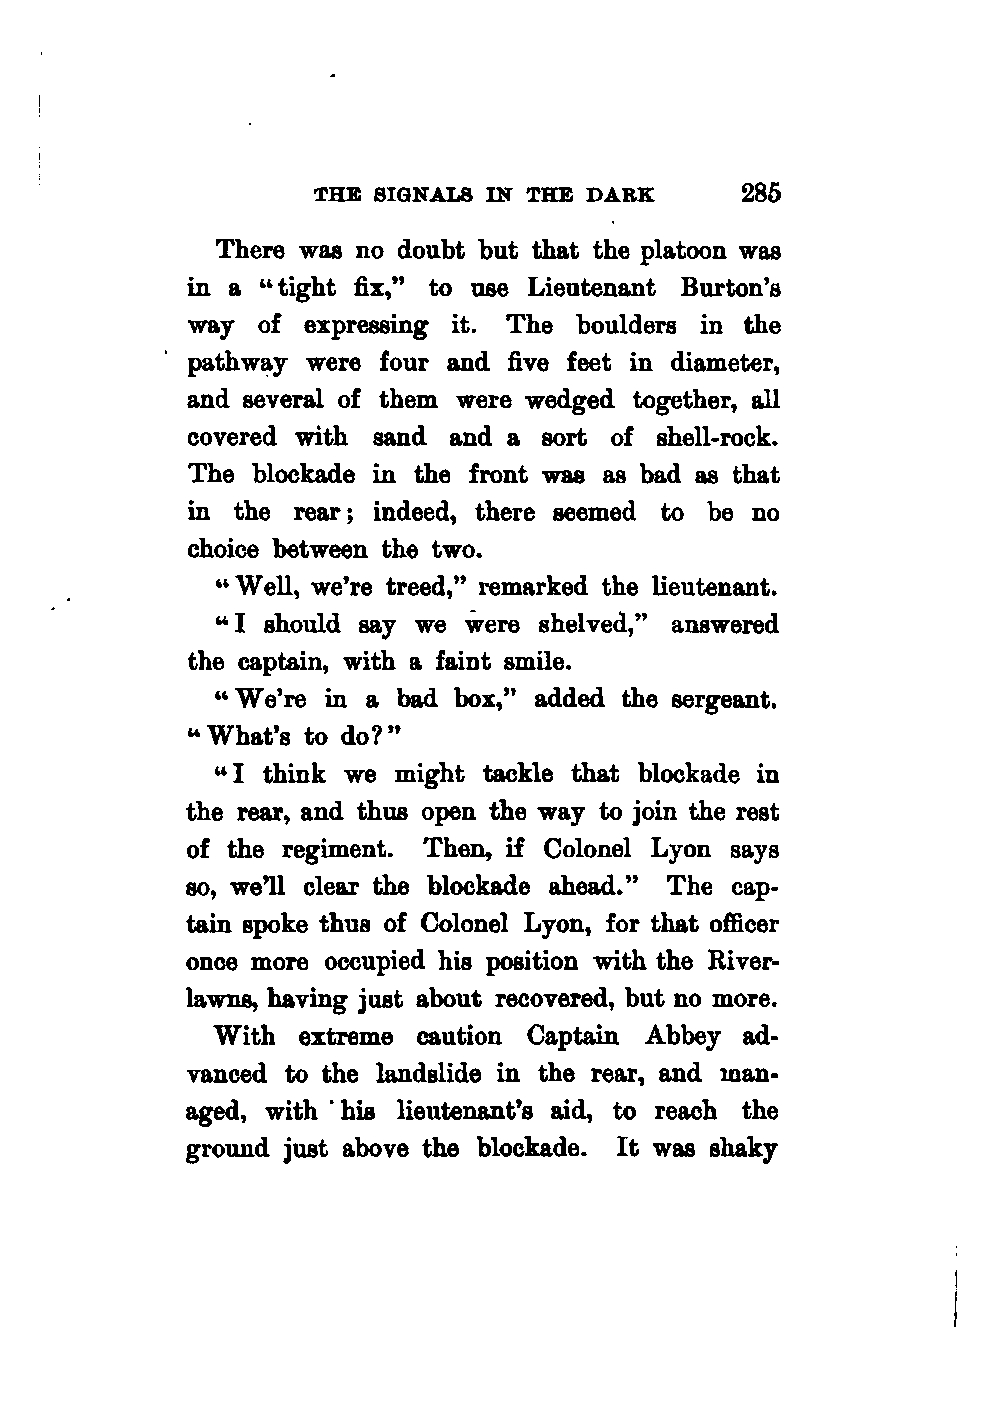 THE SIGNALS IN THE DARK 285
There was no doubt but that the platoon was
in a “tight fix,” to use Lieutenant Burton’s
way of expressing it. The boulders in the
pathway were four and five feet in diameter,
and several of them were wedged together, all
covered with sand and a sort of shell-rock.
The blockade in the front was as bad as that
in the rear; indeed, there seemed to be no
choice between the two.
“Well, we’re treed,” remarked the lieutenant.
“I should say we were shelved,” answered
the captain, with a faint smile.
“We’re in a bad box,” added the sergeant.
“What’s to do?”
“I think we might tackle that blockade in
the rear, and thus open the way to join the rest
of the regiment. Then, if Colonel Lyon says
so, we’ll clear the blockade ahead.” The cap-
tain spoke thus of Colonel Lyon, for that officer
once more occupied his position with the River-
lawns, having just about recovered, but no more.
With extreme caution Captain Abbey ad-
vanced to the landslide in the rear, and man-
aged, with his lieutenant’s aid, to reach the
ground just above the blockade. It was shaky